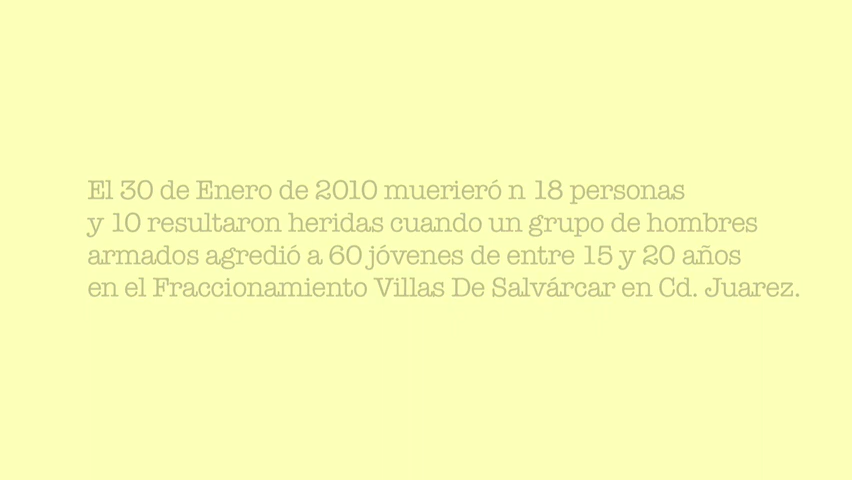 El 30 de Enero de 2010 muerieró n 18 personas
y 10 resultaron heridas cuando un grupo de hombres
armados agredió a 60 jóvenes de entre 15 y 20 años
en el Fraccionamiento Villas De Salvárcar en Cd. Juarez.